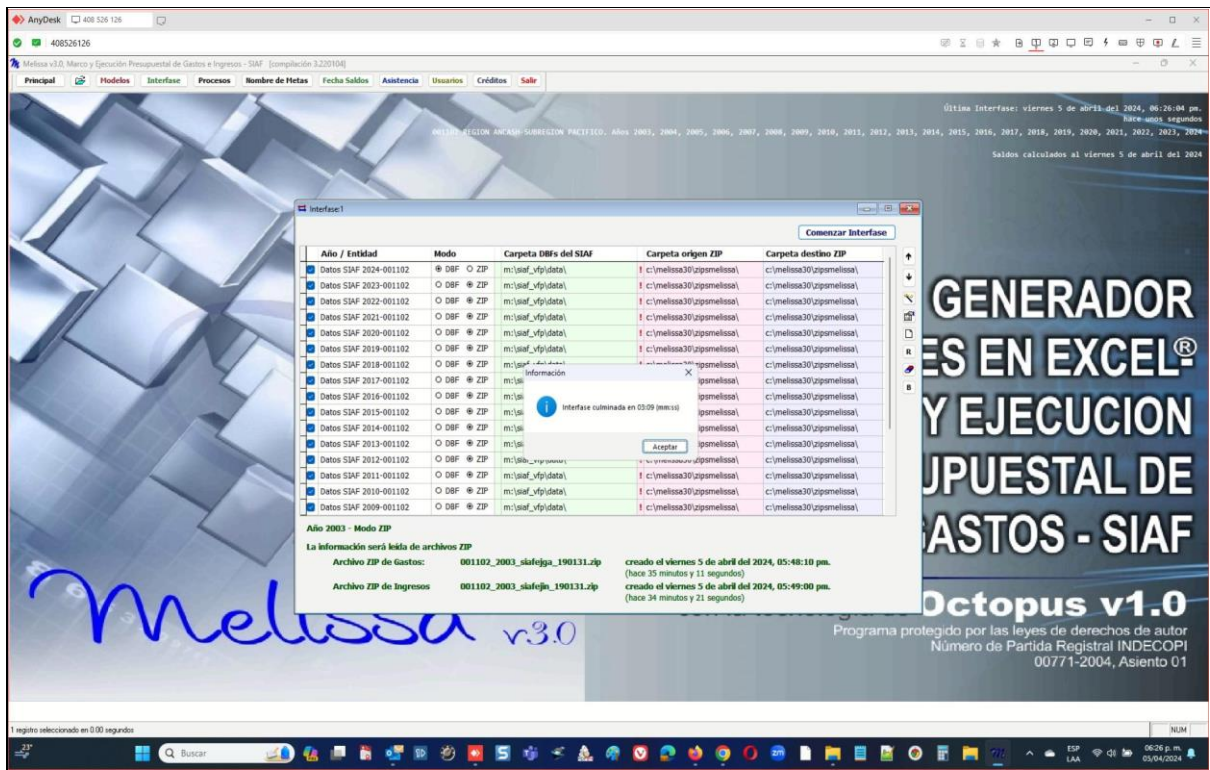 AnyDesk 408 526 126
408526126
Melissa v3.0, Marco y Ejecución Presupuestal de Gastos e Ingresos - SIAF [compilación 3.220104]
Principal Modelos Interfase Procesos Nombre de Metas Fecha Saldos Asistencia Usuarios Créditos Salir
Última Interfase: viernes 5 de abril del 2024, 06:26:04 pm.
hace unos segundos
001102 REGION ANCASH-SUBREGION PACIFICO. Años 2003, 2004, 2005, 2006, 2007, 2008, 2009, 2010, 2011, 2012, 2013, 2014, 2015, 2016, 2017, 2018, 2019, 2020, 2021, 2022, 2023, 2024
Saldos calculados al viernes 5 de abril del 2024
Interfase:1
Comenzar Interfase
Año / Entidad Modo Carpeta DBFs del SIAF Carpeta origen ZIP Carpeta destino ZIP
Datos SIAF 2024-001102 DBF ZIP m:\siaf_vfp\data\ ! c:\melissa30\zipsmelissa\ c:\melissa30\zipsmelissa\
Datos SIAF 2023-001102 DBF ZIP m:\siaf_vfp\data\ ! c:\melissa30\zipsmelissa\ c:\melissa30\zipsmelissa\
Datos SIAF 2022-001102 DBF ZIP m:\siaf_vfp\data\ ! c:\melissa30\zipsmelissa\ c:\melissa30\zipsmelissa\
Datos SIAF 2021-001102 DBF ZIP m:\siaf_vfp\data\ ! c:\melissa30\zipsmelissa\ c:\melissa30\zipsmelissa\
Datos SIAF 2020-001102 DBF ZIP m:\siaf_vfp\data\ ! c:\melissa30\zipsmelissa\ c:\melissa30\zipsmelissa\
Datos SIAF 2019-001102 DBF ZIP m:\siaf_vfp\data\ ! c:\melissa30\zipsmelissa\ c:\melissa30\zipsmelissa\
Datos SIAF 2018-001102 DBF ZIP c:\melissa30\zipsmelissa\
Datos SIAF 2017-001102 DBF ZIP c:\melissa30\zipsmelissa\
Datos SIAF 2016-001102 DBF ZIP c:\melissa30\zipsmelissa\
Datos SIAF 2015-001102 DBF ZIP c:\melissa30\zipsmelissa\
Datos SIAF 2014-001102 DBF ZIP c:\melissa30\zipsmelissa\
Datos SIAF 2013-001102 DBF ZIP c:\melissa30\zipsmelissa\
Datos SIAF 2012-001102 DBF ZIP c:\melissa30\zipsmelissa\
Datos SIAF 2011-001102 DBF ZIP m:\siaf_vfp\data\ ! c:\melissa30\zipsmelissa\ c:\melissa30\zipsmelissa\
Datos SIAF 2010-001102 DBF ZIP m:\siaf_vfp\data\ ! c:\melissa30\zipsmelissa\ c:\melissa30\zipsmelissa\
Datos SIAF 2009-001102 DBF ZIP m:\siaf_vfp\data\ ! c:\melissa30\zipsmelissa\ c:\melissa30\zipsmelissa\
R
B
Información
Interfase culminada en 03:09 (mm:ss)
Aceptar
Año 2003 - Modo ZIP
La información será leída de archivos ZIP
Archivo ZIP de Gastos: 001102_2003_siafejga_190131.zip creado el viernes 5 de abril del 2024, 05:48:10 pm.
(hace 35 minutos y 11 segundos)
Archivo ZIP de Ingresos 001102_2003_siafejin_190131.zip creado el viernes 5 de abril del 2024, 05:49:00 pm.
(hace 34 minutos y 21 segundos)
GENERADOR
ES EN EXCEL®
Y EJECUCION
UPUESTAL DE
GASTOS - SIAF
Octopus v1.0
Melissa v3.0
Programa protegido por las leyes de derechos de autor
Número de Partida Registral INDECOPI
00771-2004, Asiento 01
1 registro seleccionado en 0.00 segundos NUM
23° Buscar ESP LAA 06:26 p. m. 05/04/2024